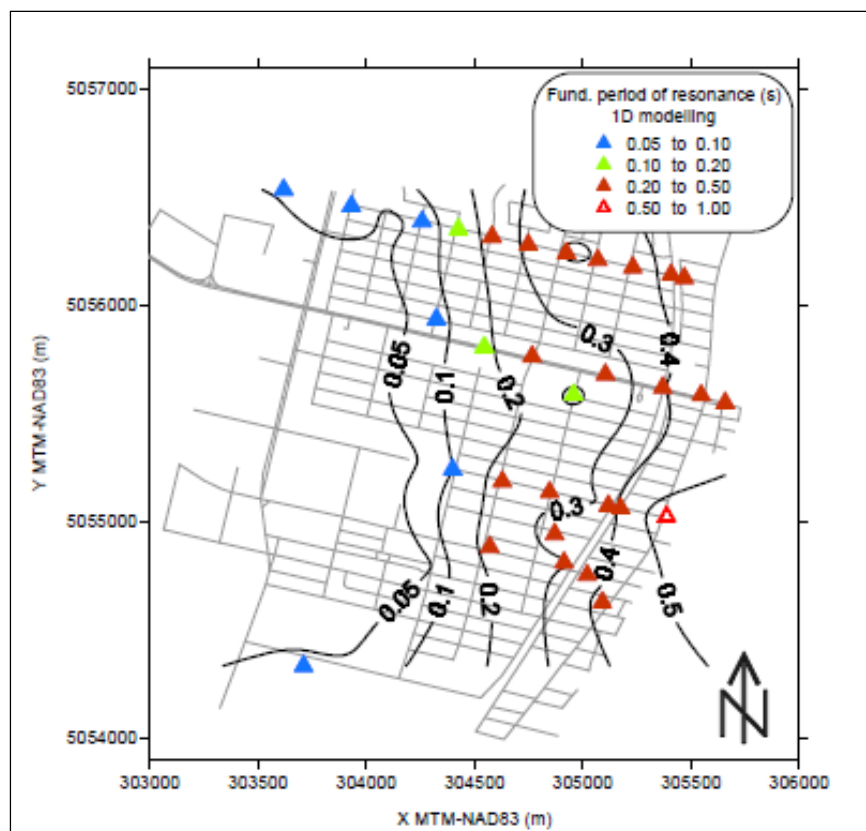 5057000
Fund. period of resonance (s)
1D modelling
0.05 to 0.10
0.10 to 0.20
0.20 to 0.50
0.50 to 1.00
5056000
0.05
0.1
0.2
0.3
0.4
Y MTM-NAD83 (m)
5055000
0.3
0.4
0.05
0.1
0.2
0.5
N
5054000
303000 303500 304000 304500 305000 305500 306000
X MTM-NAD83 (m)